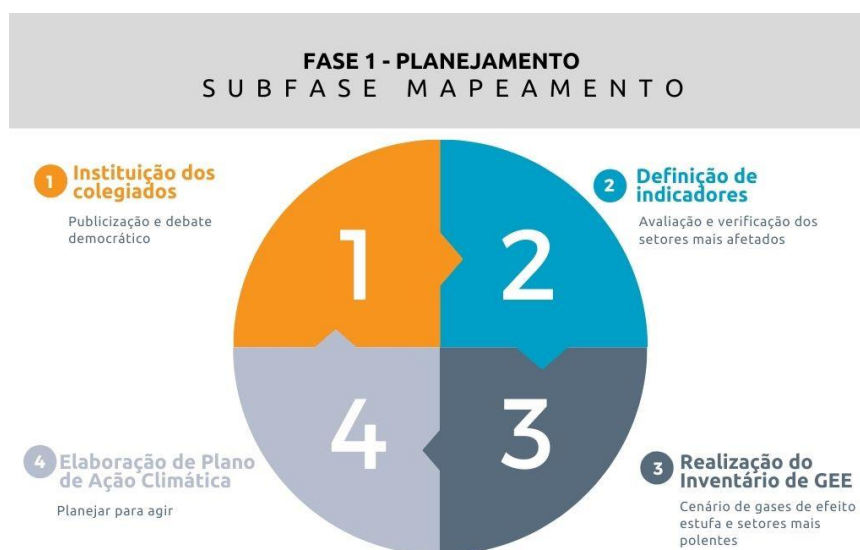 FASE 1 - PLANEJAMENTO
SUBFASE MAPEAMENTO
1
Instituição dos
colegiados
Publicização e debate
democrático
2
Definição de
indicadores
Avaliação e verificação dos
setores mais afetados
1
2
4
3
4
Elaboração de Plano
de Ação Climática
Planejar para agir
3
Realização do
Inventário de GEE
Cenário de gases de efeito
estufa e setores mais
polentes